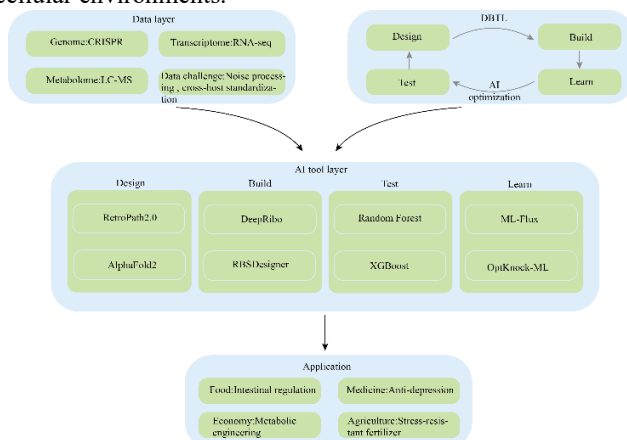 cellular environments.
Data layer
Genome:CRISPR
Transcriptome:RNA-seq
Metabolome:LC-MS
Data challenge:Noise process-
ing , cross-host standardiza-
tion
DBTL
Design
Build
Test
Learn
AI
optimization
AI tool layer
Design
Build
Test
Learn
RetroPath2.0
DeepRibo
Random Forest
ML-Flux
AlphaFold2
RBSDesigner
XGBoost
OptKnock-ML
Application
Food:Intestinal regulation
Medicine:Anti-depression
Economy:Metabolic
engineering
Agriculture:Stress-resis-
tant fertilizer